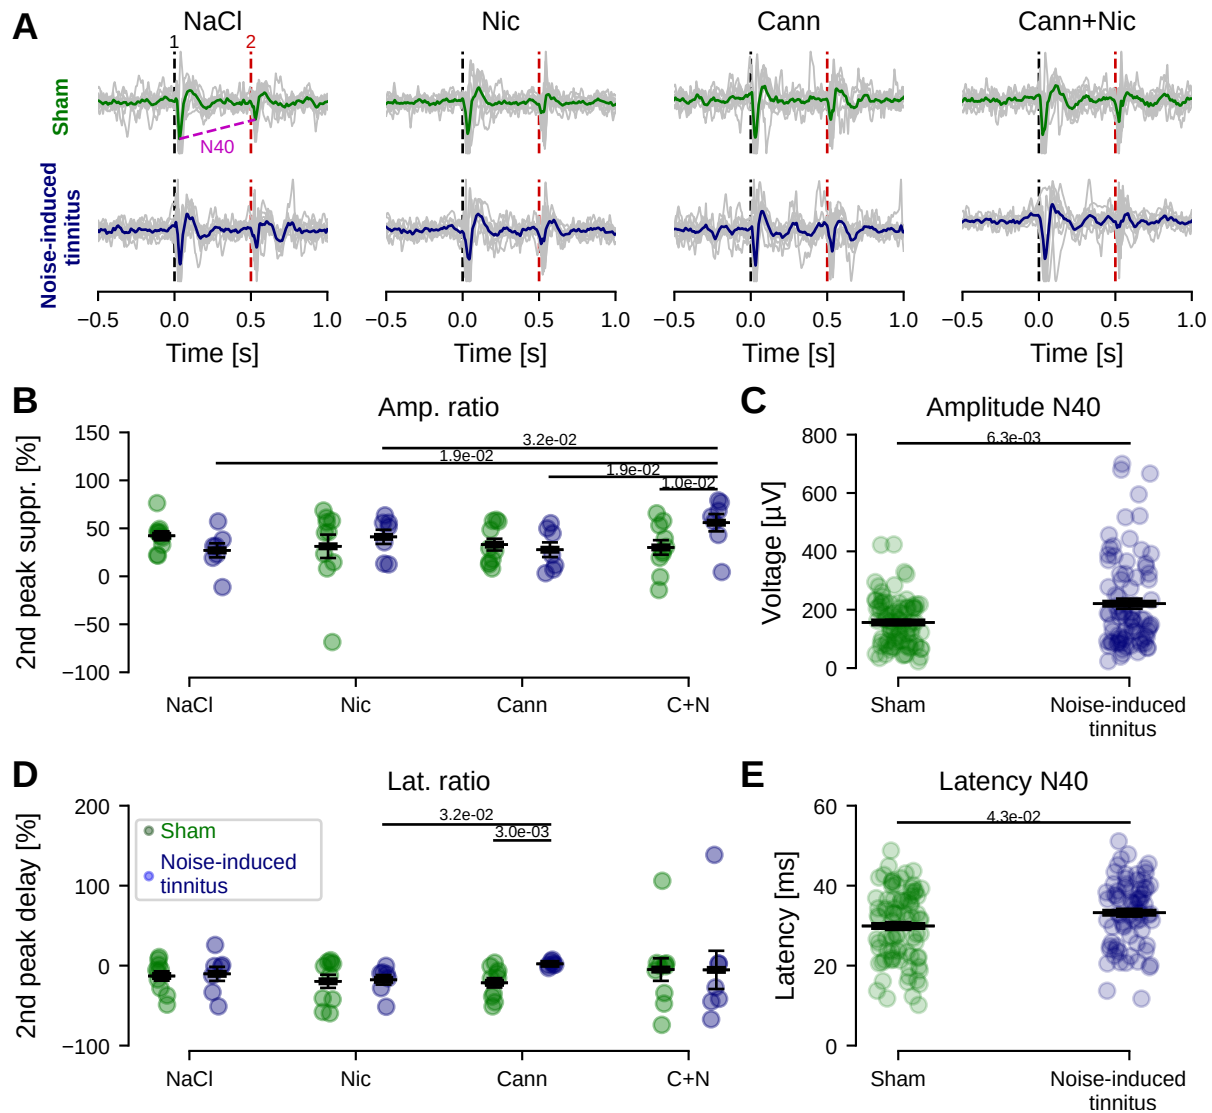 A
NaCl
Nic
Cann
Cann+Nic
1
2
Sham
N40
Noise-induced
tinnitus
−0.5 0.0 0.5 1.0
−0.5 0.0 0.5 1.0
−0.5 0.0 0.5 1.0
−0.5 0.0 0.5 1.0
Time [s]
Time [s]
Time [s]
Time [s]
B
Amp. ratio
2nd peak suppr. [%]
150
100
50
0
−50
−100
3.2e-02
1.9e-02
1.9e-02
1.0e-02
NaCl
Nic
Cann
C+N
C
Amplitude N40
Voltage [µV]
800
600
400
200
0
6.3e-03
Sham
Noise-induced
tinnitus
D
Lat. ratio
2nd peak delay [%]
200
100
0
−100
Sham
Noise-induced
tinnitus
3.2e-02
3.0e-03
NaCl
Nic
Cann
C+N
E
Latency N40
Latency [ms]
60
40
20
0
4.3e-02
Sham
Noise-induced
tinnitus